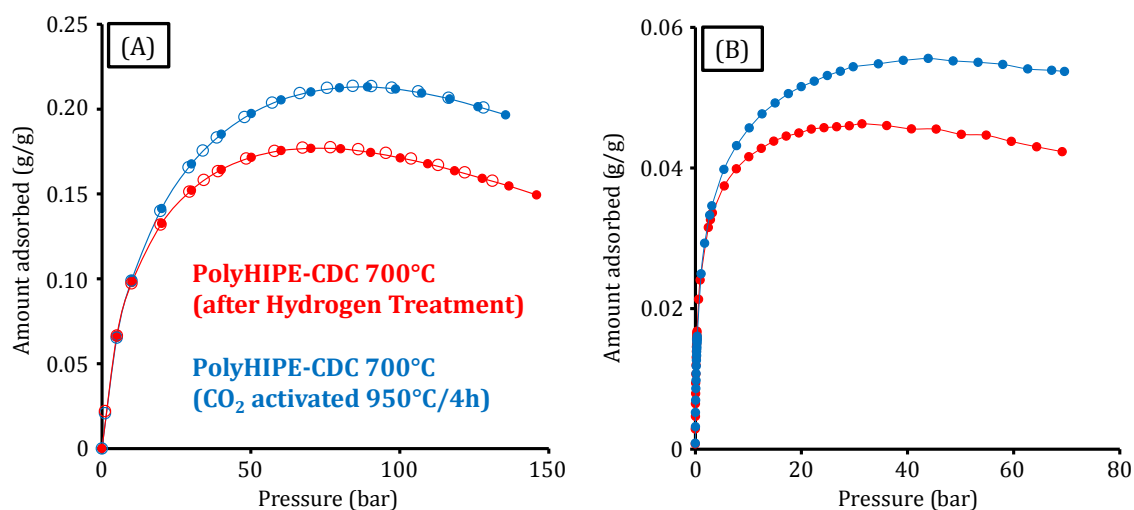 (A)
Amount adsorbed (g/g)
0.25
0.20
0.15
0.10
0.05
0
PolyHIPE-CDC 700°C
(after Hydrogen Treatment)
PolyHIPE-CDC 700°C
(CO₂ activated 950°C/4h)
0
50
100
150
Pressure (bar)
(B)
Amount adsorbed (g/g)
0.06
0.04
0.02
0
0
20
40
60
80
Pressure (bar)